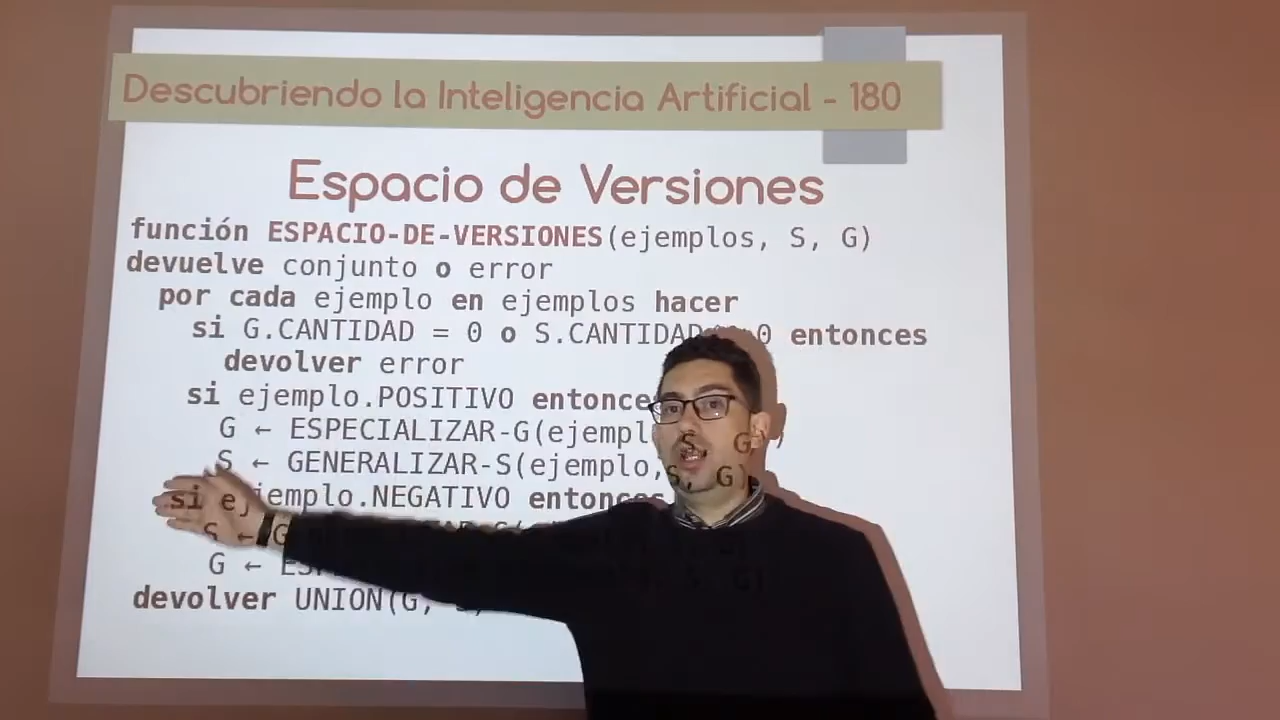 Descubriendo la Inteligencia Artificial - 180
Espacio de Versiones
función ESPACIO-DE-VERSIONES(ejemplos, S, G)
devuelve conjunto o error
por cada ejemplo en ejemplos hacer
si G.CANTIDAD = 0 o S.CANTIDAD 0 entonces
devolver error
si ejemplo.POSITIVO entonces
G ← ESPECIALIZAR-G(ejemplo, S, G)
S ← GENERALIZAR-S(ejemplo, S, G)
si ejemplo.NEGATIVO entonces
S ←
G ←
devolver UNION(G,